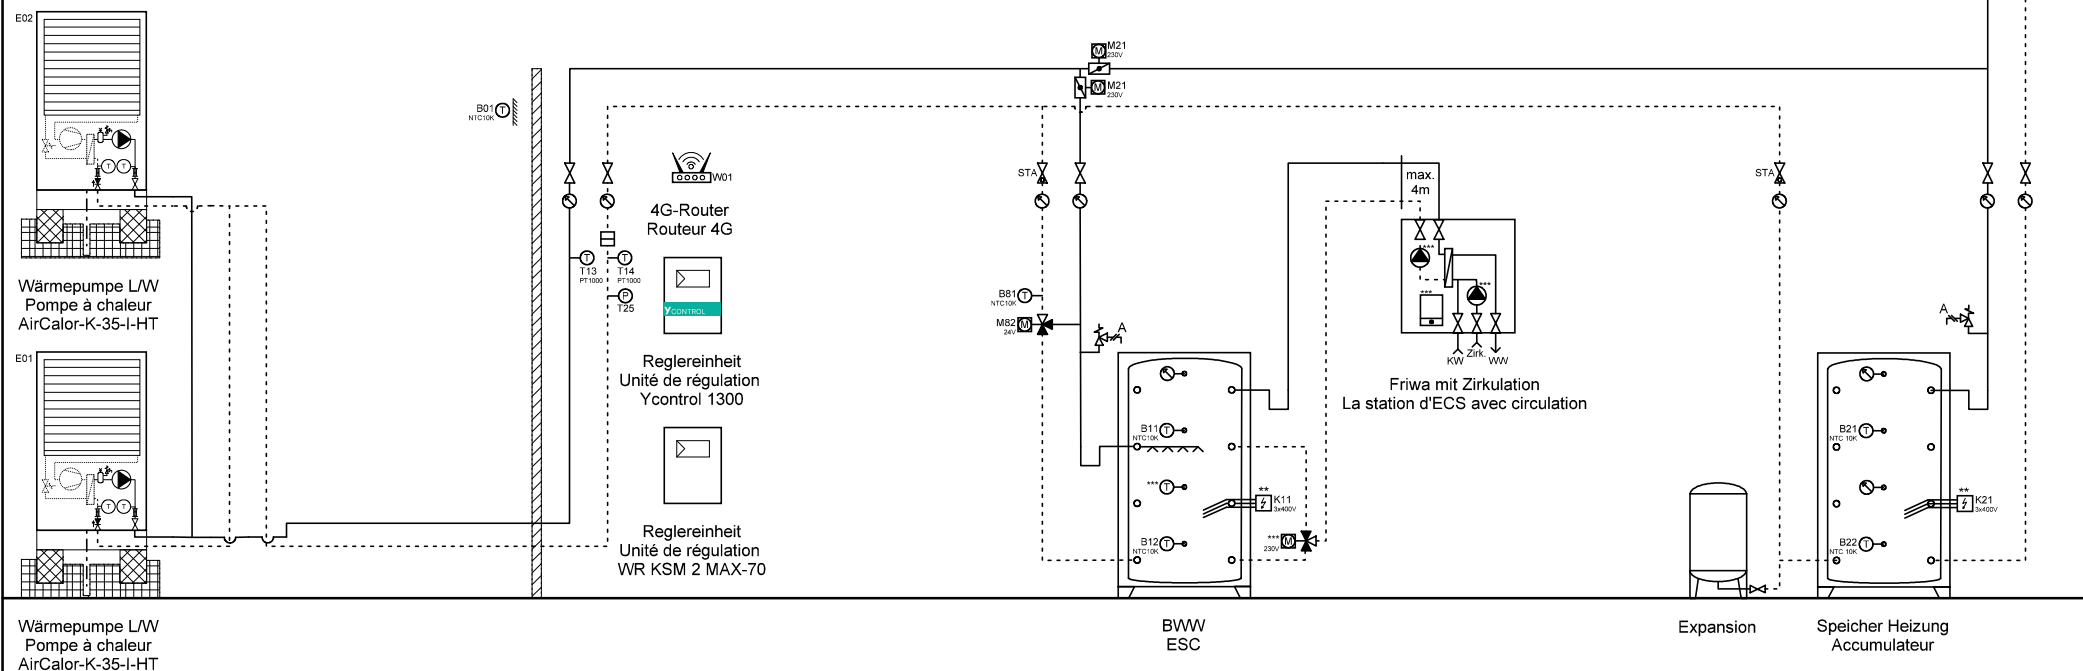 E02
Wärmepumpe L/W
Pompe à chaleur
AirCalor-K-35-I-HT
E01
Wärmepumpe L/W
Pompe à chaleur
AirCalor-K-35-I-HT
B01
NTC10K
T
T
T
T
T
W01
4G-Router
Routeur 4G
T
T13
PT1000
T
T14
PT1000
P
T25
YCONTROL
Reglereinheit
Unité de régulation
Ycontrol 1300
Reglereinheit
Unité de régulation
WR KSM 2 MAX-70
M
M21
230V
M
M21
230V
STA
B81
NTC10K
T
M82
24V
M
A
B11
NTC10K
T
***
T
B12
NTC10K
T
**
K11
3x400V
***
230V
M
BWW
ESC
max.
4m
***
***
***
KW
Zirk.
WW
Friwa mit Zirkulation
La station d'ECS avec circulation
STA
Expansion
A
B21
NTC 10K
T
**
K21
3x400V
B22
NTC 10K
T
Speicher Heizung
Accumulateur